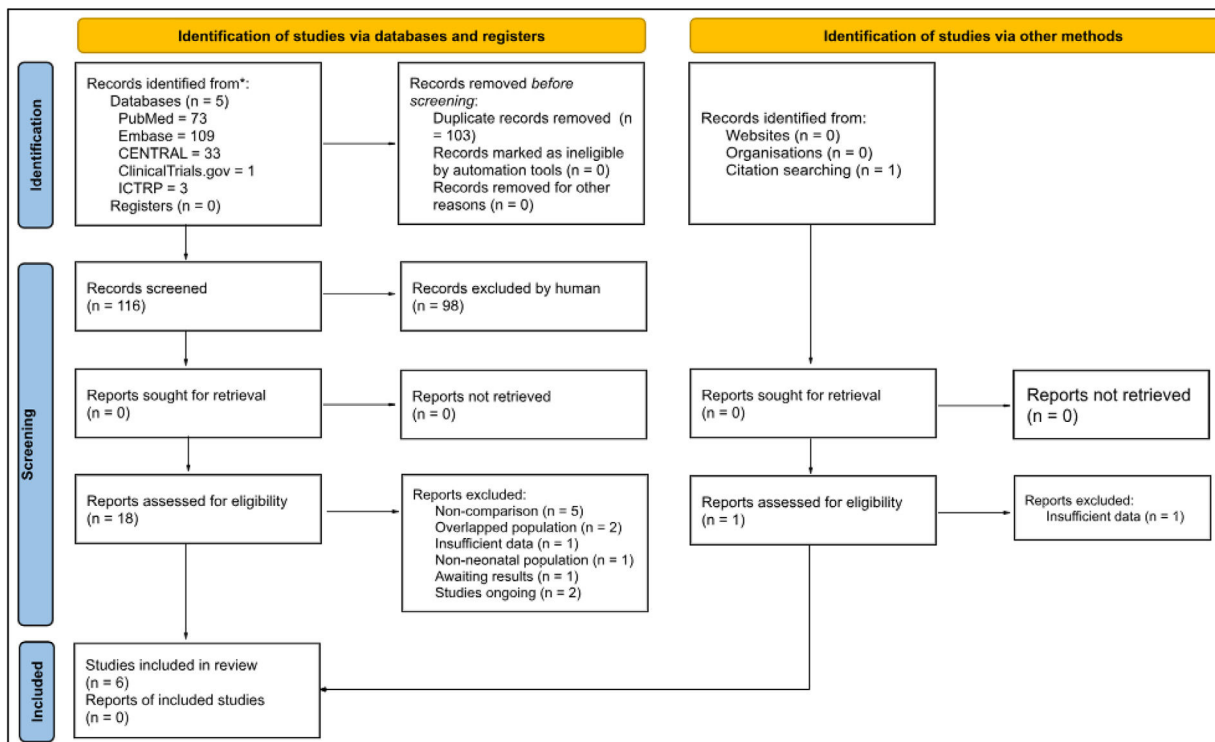 Identification of studies via databases and registers
Identification of studies via other methods
Identification
Records identified from*:
Databases (n = 5)
PubMed = 73
Embase = 109
CENTRAL = 33
ClinicalTrials.gov = 1
ICTRP = 3
Registers (n = 0)
Records removed before
screening:
Duplicate records removed (n
= 103)
Records marked as ineligible
by automation tools (n = 0)
Records removed for other
reasons (n = 0)
Records identified from:
Websites (n = 0)
Organisations (n = 0)
Citation searching (n = 1)
Screening
Records screened
(n = 116)
Records excluded by human
(n = 98)
Reports sought for retrieval
(n = 0)
Reports not retrieved
(n = 0)
Reports sought for retrieval
(n = 0)
Reports not retrieved
(n = 0)
Reports assessed for eligibility
(n = 18)
Reports excluded:
Non-comparison (n = 5)
Overlapped population (n = 2)
Insufficient data (n = 1)
Non-neonatal population (n = 1)
Awaiting results (n = 1)
Studies ongoing (n = 2)
Reports assessed for eligibility
(n = 1)
Reports excluded:
Insufficient data (n = 1)
Included
Studies included in review
(n = 6)
Reports of included studies
(n = 0)